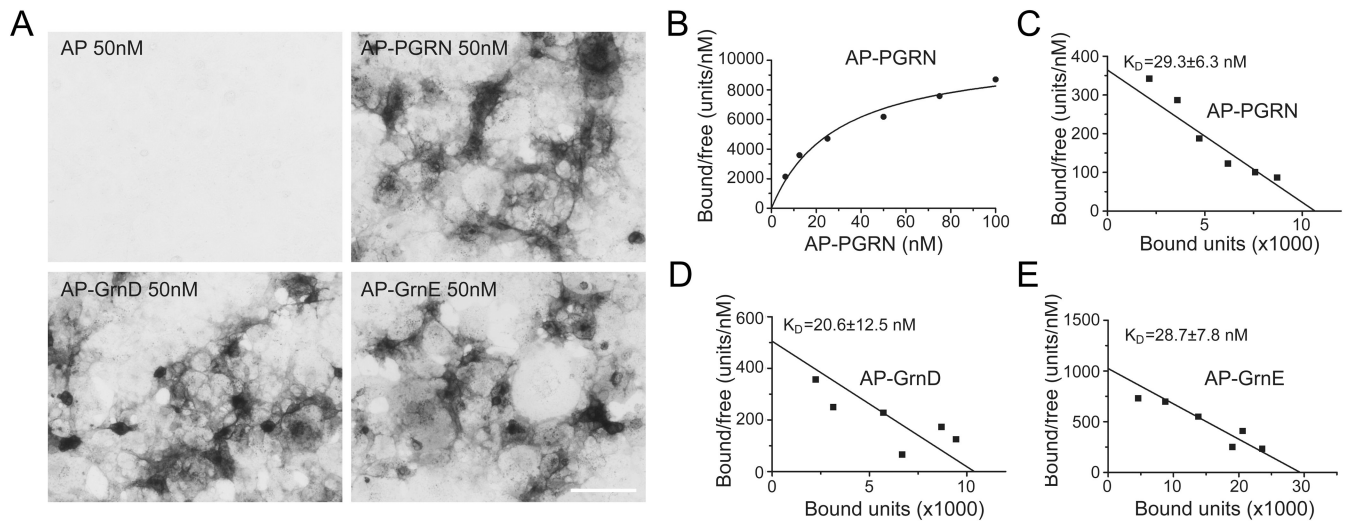 A
AP 50nM
AP-PGRN 50nM
AP-GrnD 50nM
AP-GrnE 50nM
B
Bound/free (units/nM)
10000
8000
6000
4000
2000
0
AP-PGRN
0 20 40 60 80 100
AP-PGRN (nM)
C
Bound/free (units/nM)
400
300
200
100
0
KD=29.3±6.3 nM
AP-PGRN
0 5 10
Bound units (x1000)
D
Bound/free (units/nM)
600
400
200
0
KD=20.6±12.5 nM
AP-GrnD
0 5 10
Bound units (x1000)
E
Bound/free (units/nM)
1500
1000
500
0
KD=28.7±7.8 nM
AP-GrnE
0 10 20 30
Bound units (x1000)